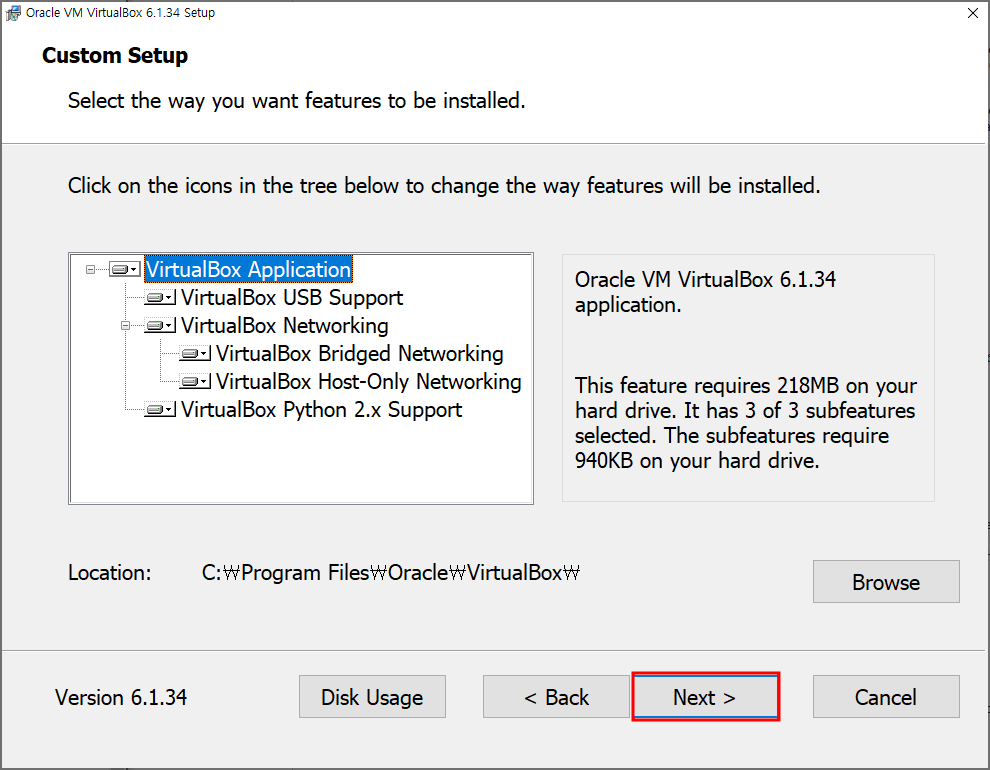 Oracle VM VirtualBox 6.1.34 Setup
Custom Setup
Select the way you want features to be installed.
Click on the icons in the tree below to change the way features will be installed.
VirtualBox Application
VirtualBox USB Support
VirtualBox Networking
VirtualBox Bridged Networking
VirtualBox Host-Only Networking
VirtualBox Python 2.x Support
Oracle VM VirtualBox 6.1.34
application.
This feature requires 218MB on your
hard drive. It has 3 of 3 subfeatures
selected. The subfeatures require
940KB on your hard drive.
Location: C:₩Program Files₩Oracle₩VirtualBox₩
Browse
Version 6.1.34
Disk Usage
< Back
Next >
Cancel